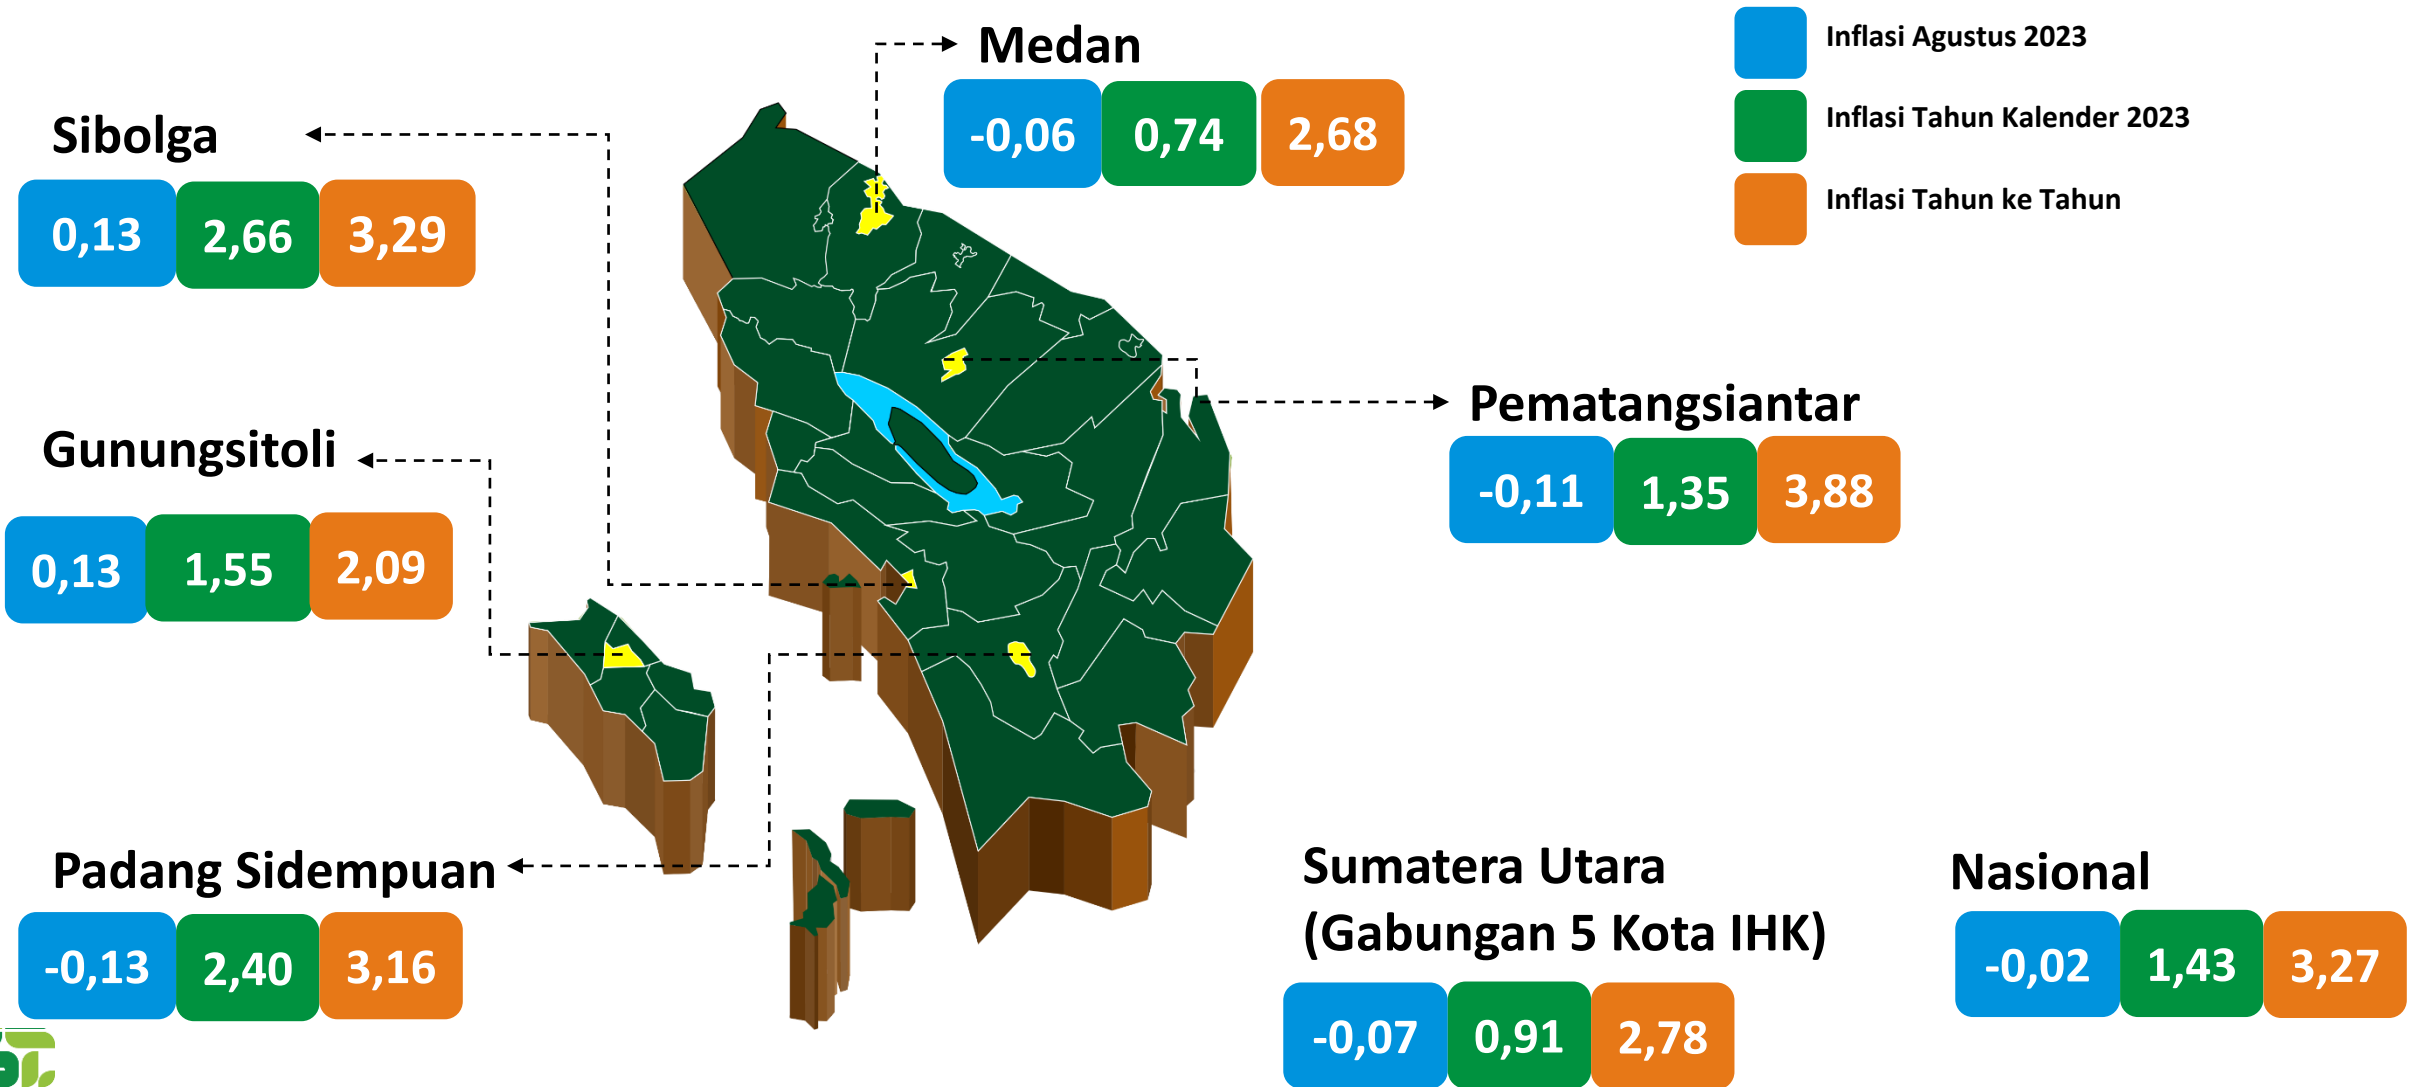 Medan
-0,06 0,74 2,68
Inflasi Agustus 2023
Inflasi Tahun Kalender 2023
Inflasi Tahun ke Tahun
Sibolga
0,13 2,66 3,29
Pematangsiantar
-0,11 1,35 3,88
Gunungsitoli
0,13 1,55 2,09
Padang Sidempuan
-0,13 2,40 3,16
Sumatera Utara
(Gabungan 5 Kota IHK)
-0,07 0,91 2,78
Nasional
-0,02 1,43 3,27